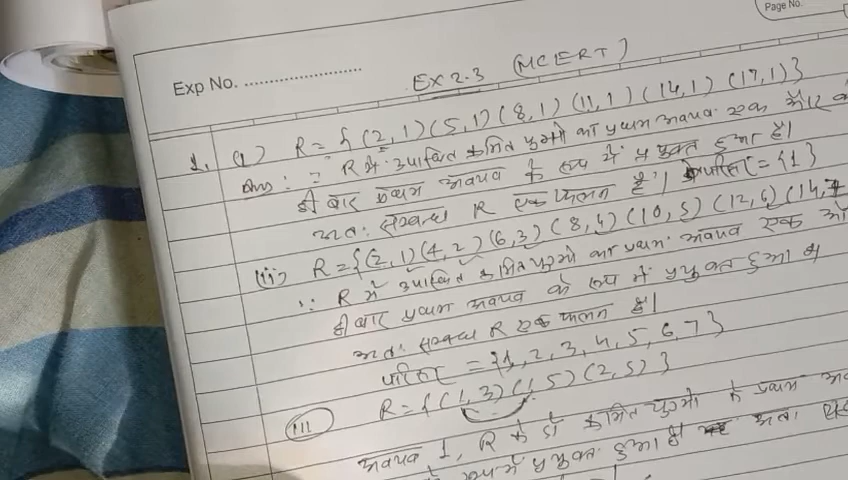 Page No.
Exp No.
EX 2.3 (NCERT)
1. (i) R = { (2, 1) (5, 1) (8, 1) (11, 1) (14, 1) (17, 1) }
Ans : ∵ R में उपस्थित क्रमित युग्मो का प्रथम अवयव एक और
ही बार प्रथम अवयव के रूप में प्रयुक्त हुआ है।
अतः सम्बन्ध R एक फलन है। परिसर = {1}
(ii) R = { (2, 1) (4, 2) (6, 3) (8, 4) (10, 5) (12, 6) (14, 7
∵ R में उपस्थित क्रमित युग्मो का प्रथम अवयव एक
ही बार प्रथम अवयव के रूप में प्रयुक्त हुआ
अतः सम्बन्ध R एक फलन है।
परिसर = {1, 2, 3, 4, 5, 6, 7}
(iii) R = { (1, 3) (1, 5) (2, 5) }
अवयव 1, R के दो क्रमित युग्मो में प्रथम
में प्रयुक्त हुआ है अतः